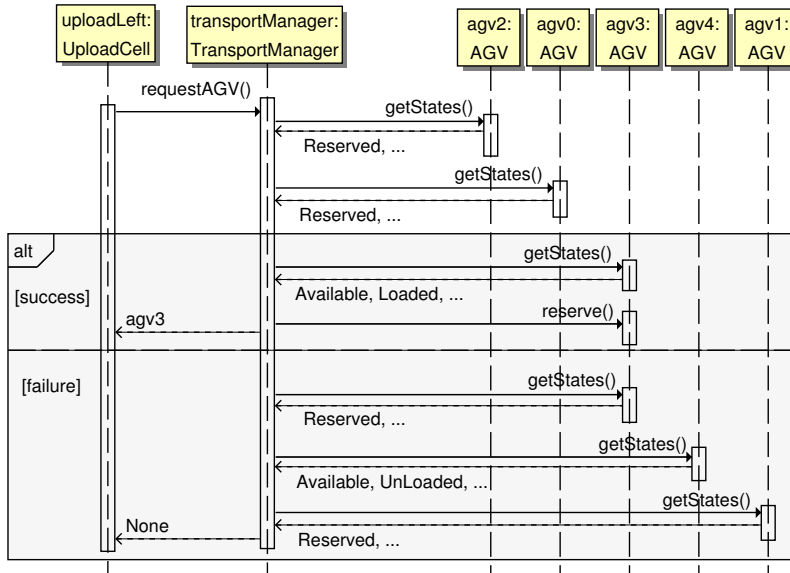 uploadLeft:
UploadCell
transportManager:
TransportManager
agv2:
AGV
agv0:
AGV
agv3:
AGV
agv4:
AGV
agv1:
AGV
requestAGV()
getStates()
Reserved, ...
getStates()
Reserved, ...
alt
getStates()
[success]
Available, Loaded, ...
reserve()
agv3
[failure]
getStates()
Reserved, ...
getStates()
Available, UnLoaded, ...
getStates()
None
Reserved, ...